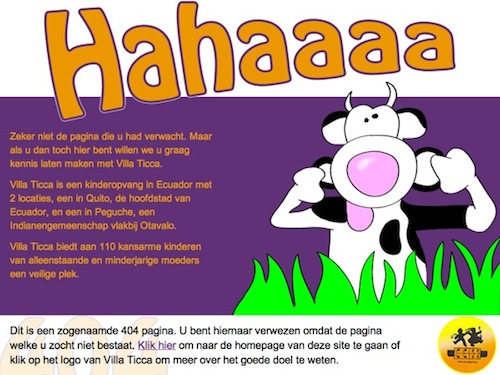 Hahaaaaa
Zeker niet de pagina die u had verwacht. Maar
als u dan toch hier bent willen we u graag
kennis laten maken met Villa Ticca.
Villa Ticca is een kinderopvang in Ecuador met
2 locaties, een in Quito, de hoofdstad van
Ecuador, en een in Peguche, een
Indianengemeenschap vlakbij Otavalo.
Villa Ticca biedt aan 110 kansarme kinderen
van alleenstaande en minderjarige moeders
een veilige plek.
404
Dit is een zogenaamde 404 pagina. U bent hiernaar verwezen omdat de pagina
welke u zocht niet bestaat. Klik hier om naar de homepage van deze site te gaan of
klik op het logo van Villa Ticca om meer over het goede doel te weten.